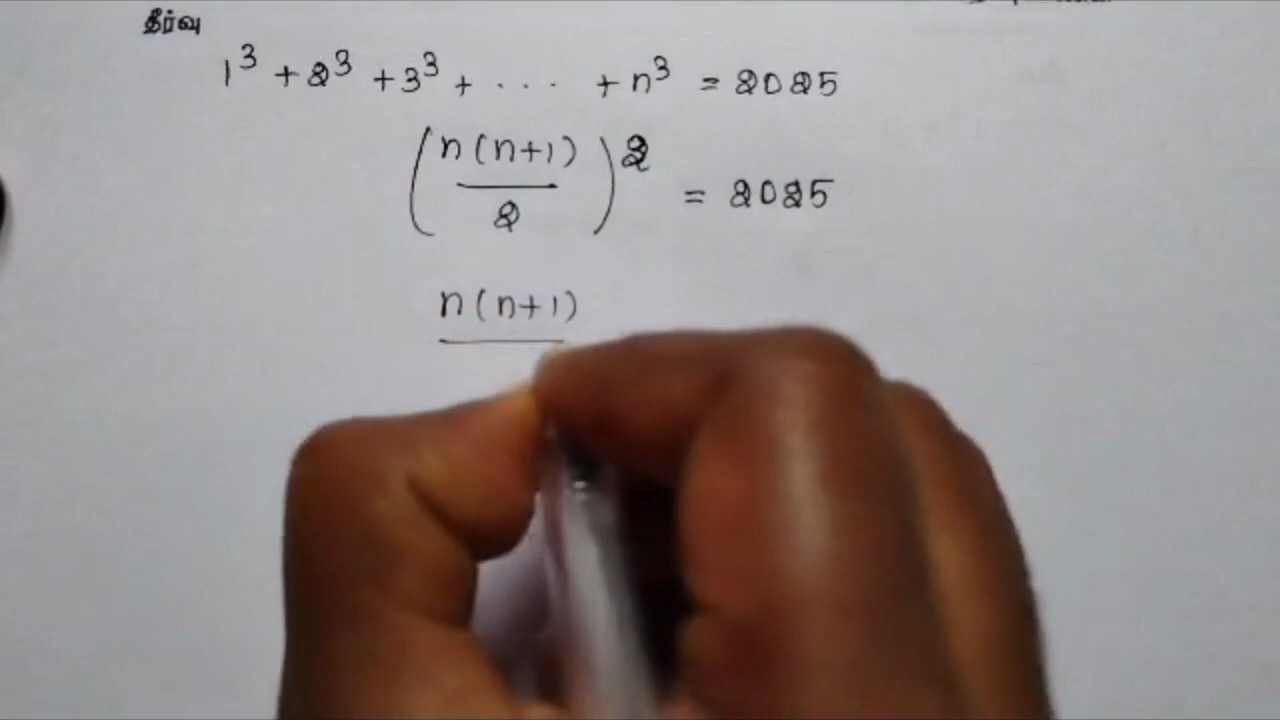 தீர்வு
1³ + 2³ + 3³ + ... + n³ = 2025
(n(n+1)/2)² = 2025
n(n+1)